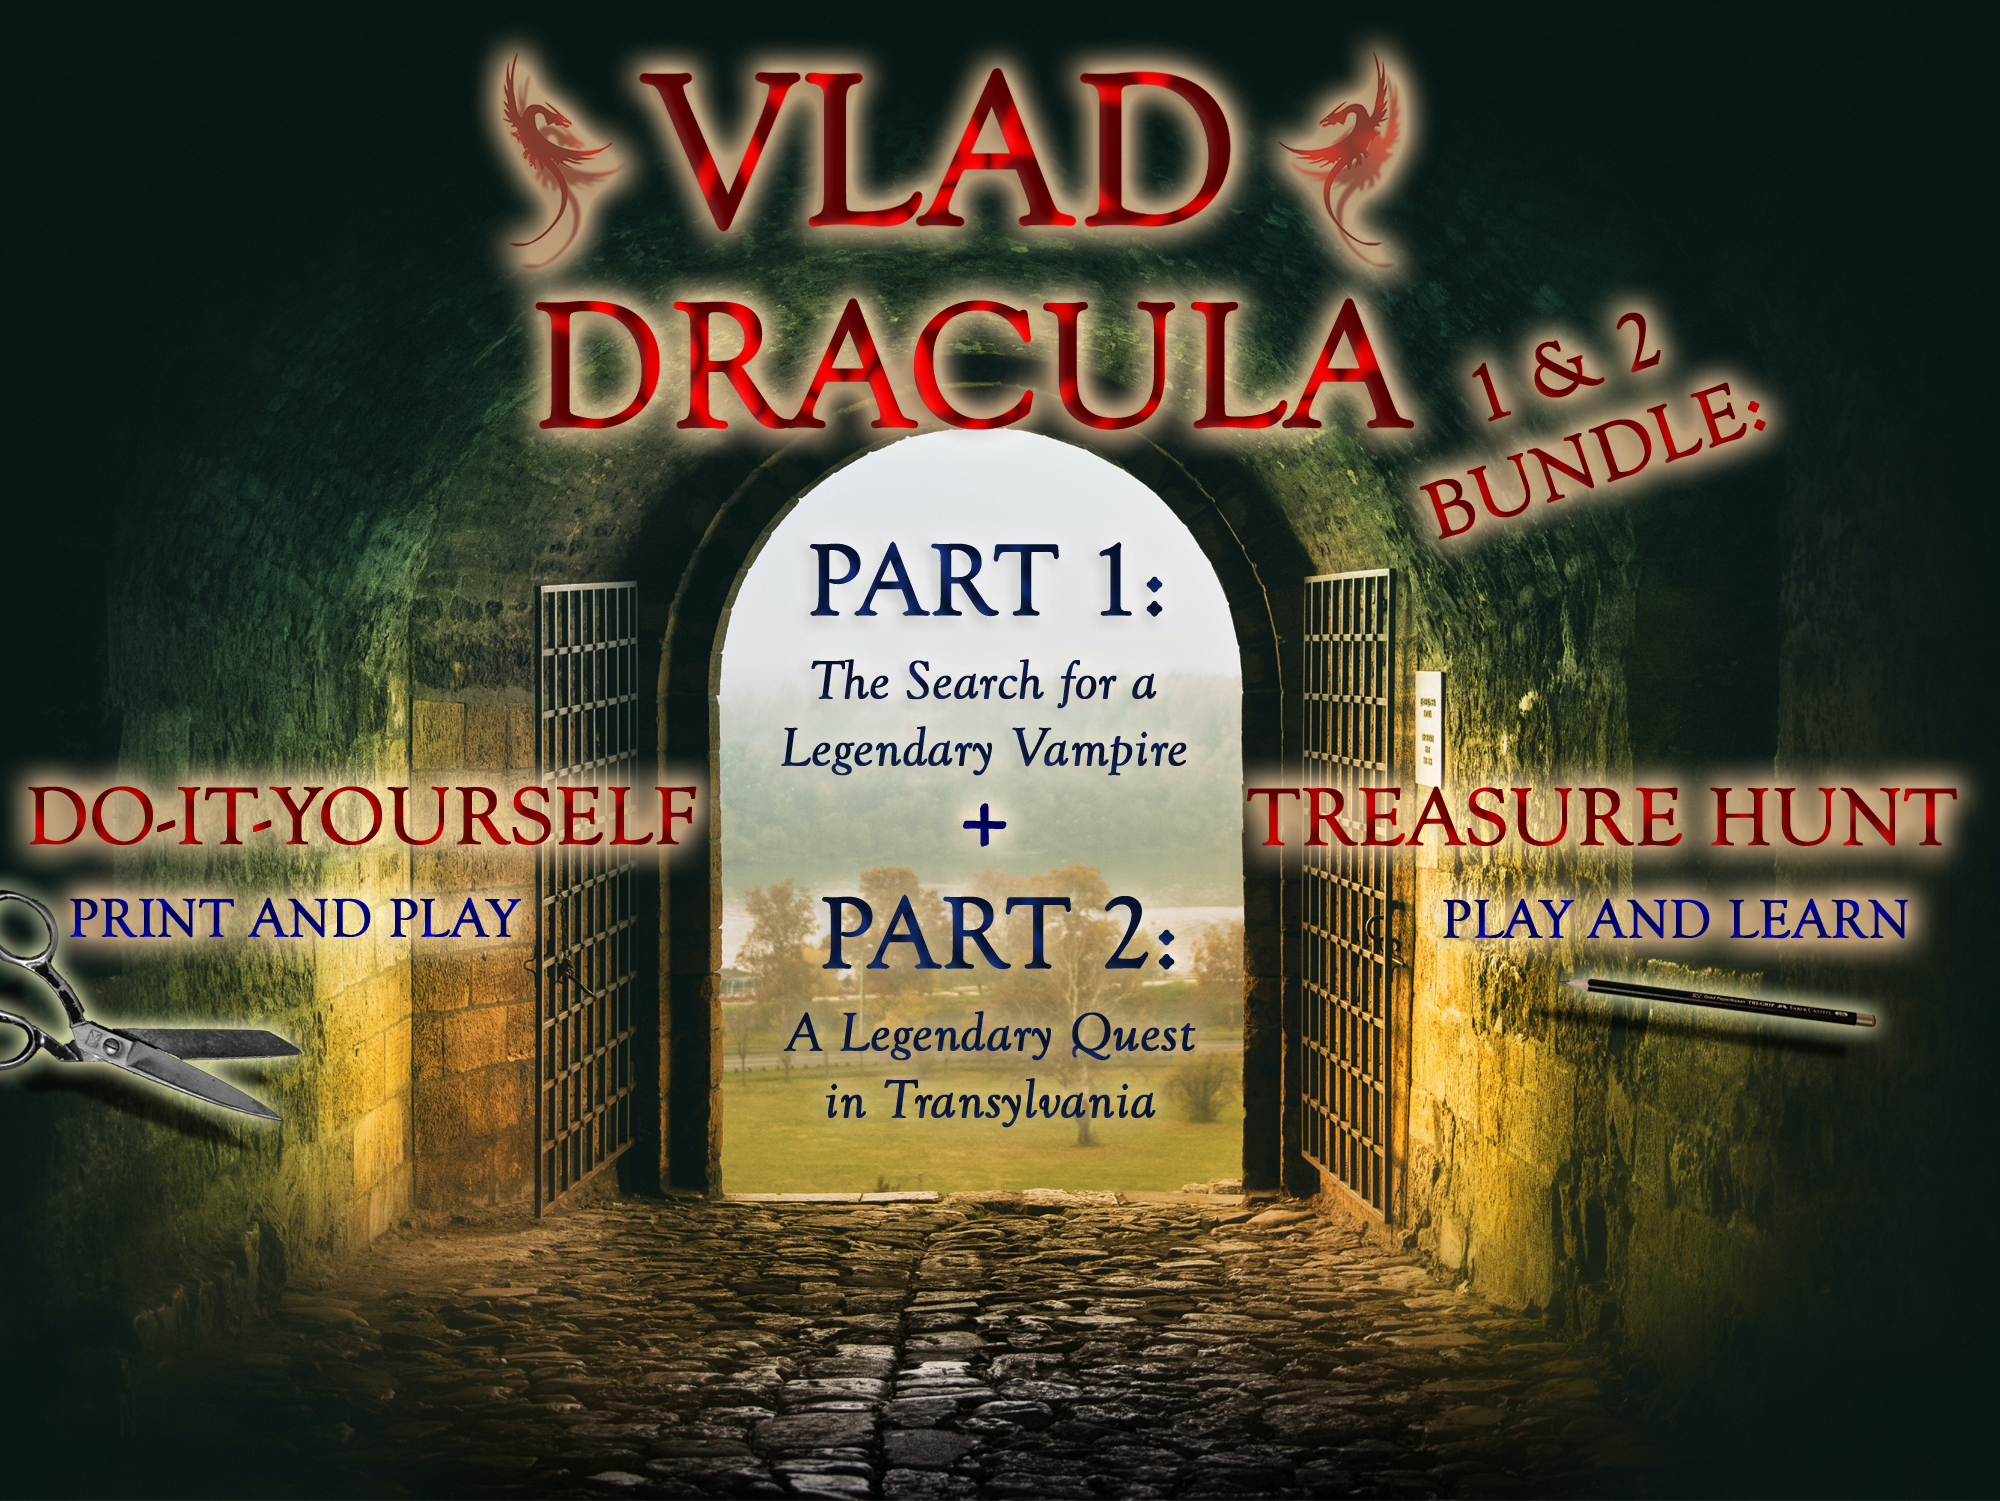 VLAD
DRACULA
1 & 2
BUNDLE:
PART 1:
The Search for a
Legendary Vampire
+
PART 2:
A Legendary Quest
in Transylvania
DO-IT-YOURSELF
PRINT AND PLAY
TREASURE HUNT
PLAY AND LEARN